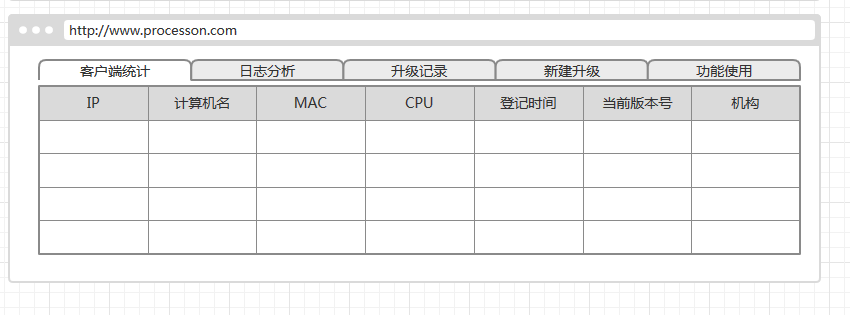 http://www.processon.com
客户端统计 日志分析 升级记录 新建升级 功能使用
IP 计算机名 MAC CPU 登记时间 当前版本号 机构